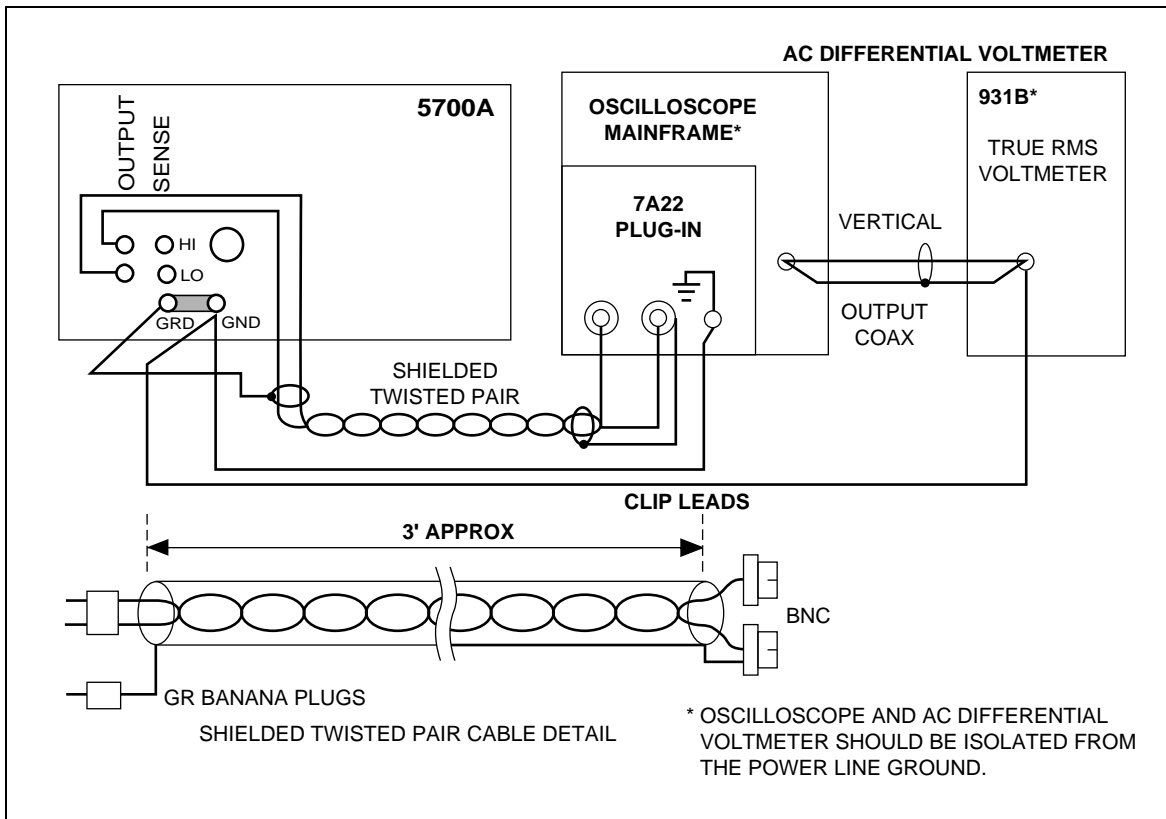 AC DIFFERENTIAL VOLTMETER
5700A
OUTPUT
SENSE
HI
LO
GRD
GND
OSCILLOSCOPE
MAINFRAME*
7A22
PLUG-IN
931B*
TRUE RMS
VOLTMETER
VERTICAL
OUTPUT
COAX
SHIELDED
TWISTED PAIR
CLIP LEADS
3' APPROX
BNC
GR BANANA PLUGS
SHIELDED TWISTED PAIR CABLE DETAIL
* OSCILLOSCOPE AND AC DIFFERENTIAL
VOLTMETER SHOULD BE ISOLATED FROM
THE POWER LINE GROUND.